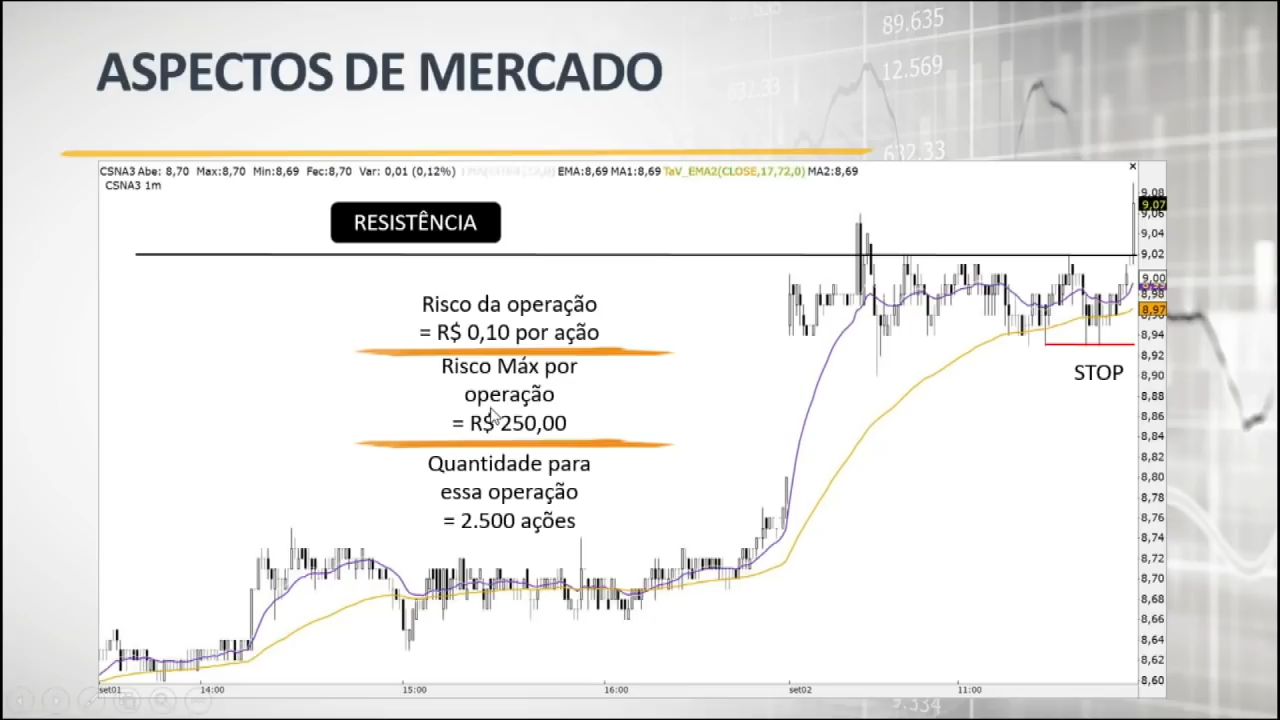 89.635
12.569
632.33
632.33
ASPECTOS DE MERCADO
CSNA3 Abe: 8,70 Max:8,70 Min:8,69 Fec:8,70 Var: 0,01 (0,12%) EMA:8,69 MA1:8,69 TaV_EMA2(CLOSE,17,72,0) MA2:8,69
CSNA3 1m
RESISTÊNCIA
Risco da operação
= R$ 0,10 por ação
Risco Máx por
operação
= R$ 250,00
Quantidade para
essa operação
= 2.500 ações
STOP
9,08
9,07
9,06
9,04
9,02
9,00
8,98
8,97
8,96
8,94
8,92
8,90
8,88
8,86
8,84
8,82
8,80
8,78
8,76
8,74
8,72
8,70
8,68
8,66
8,64
8,62
8,60
set01 14:00 15:00 16:00 set02 11:00
9.334